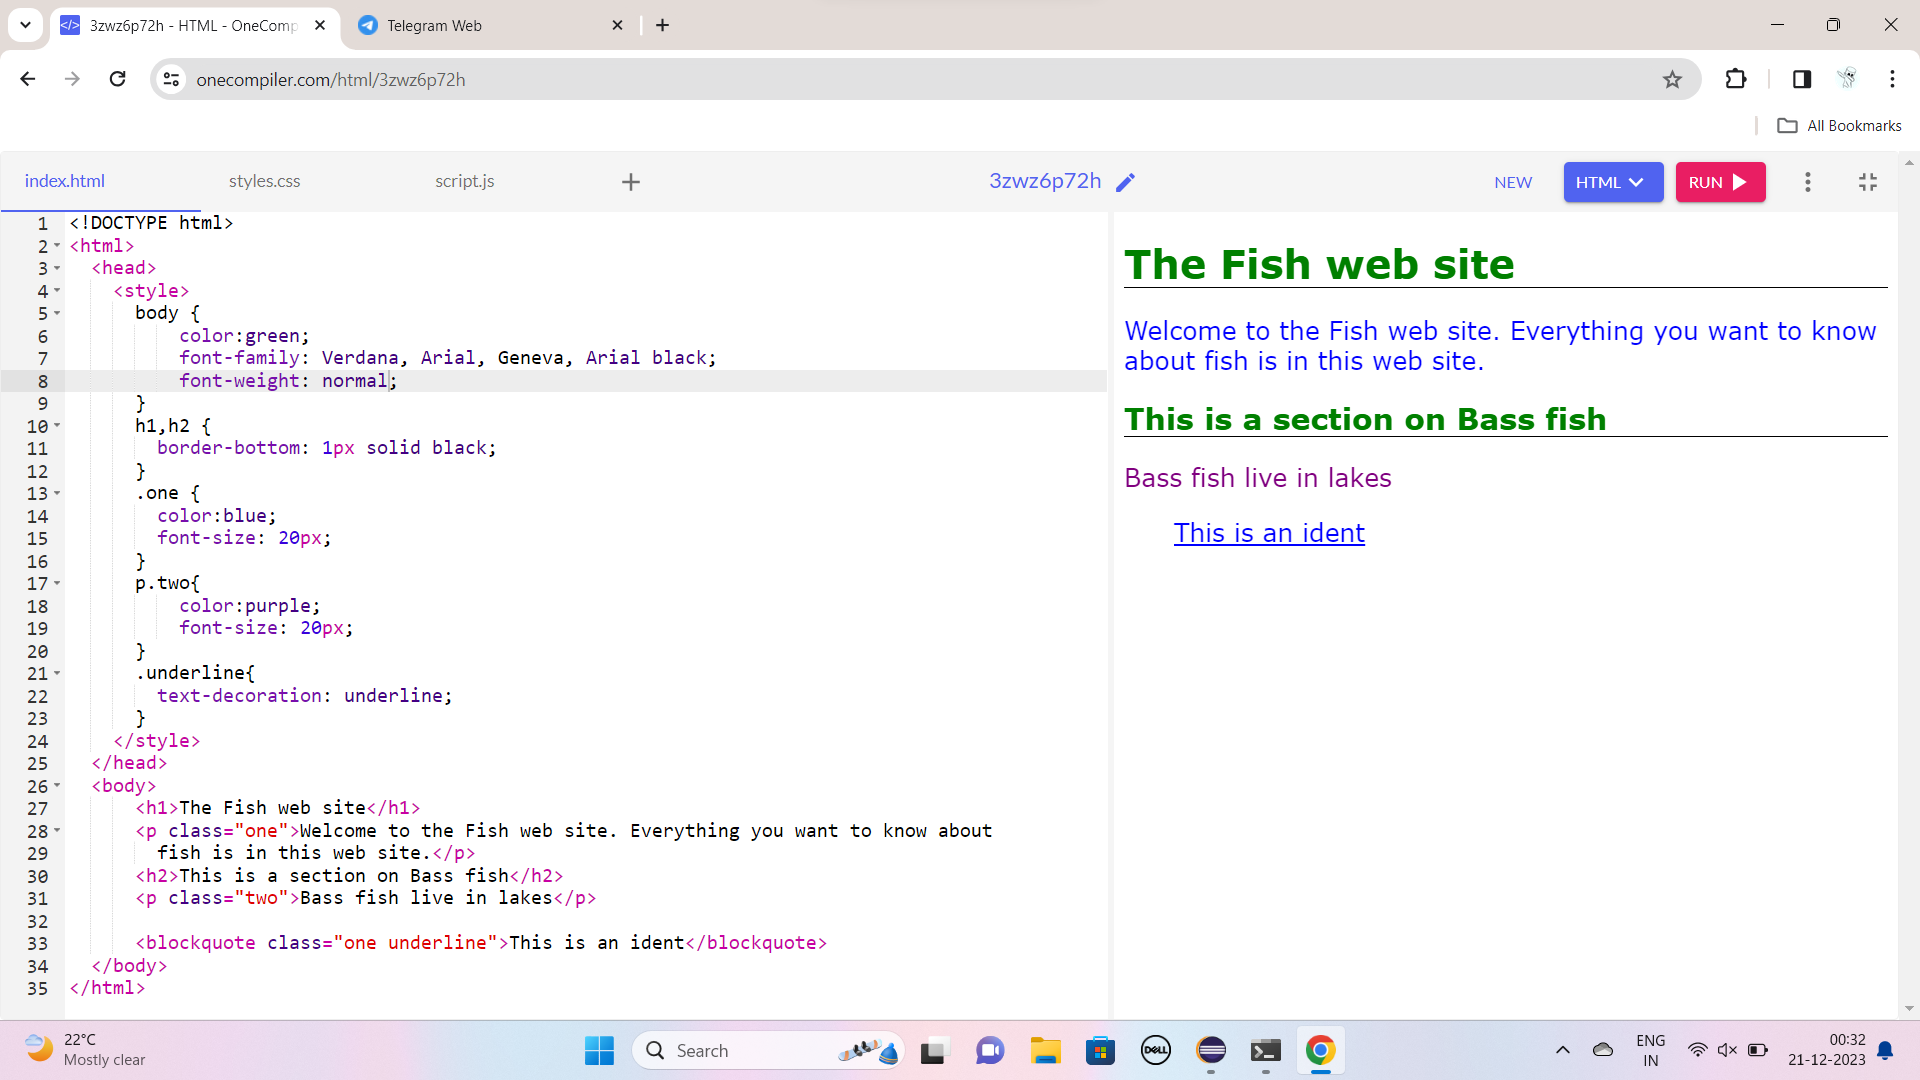 3zwz6p72h - HTML - OneComp
Telegram Web
onecompiler.com/html/3zwz6p72h
All Bookmarks
index.html
styles.css
script.js
3zwz6p72h
NEW
HTML
RUN
1 <!DOCTYPE html>
2 <html>
3 <head>
4 <style>
5 body {
6 color:green;
7 font-family: Verdana, Arial, Geneva, Arial black;
8 font-weight: normal;
9 }
10 h1,h2 {
11 border-bottom: 1px solid black;
12 }
13 .one {
14 color:blue;
15 font-size: 20px;
16 }
17 p.two{
18 color:purple;
19 font-size: 20px;
20 }
21 .underline{
22 text-decoration: underline;
23 }
24 </style>
25 </head>
26 <body>
27 <h1>The Fish web site</h1>
28 <p class="one">Welcome to the Fish web site. Everything you want to know about
29 fish is in this web site.</p>
30 <h2>This is a section on Bass fish</h2>
31 <p class="two">Bass fish live in lakes</p>
32
33 <blockquote class="one underline">This is an ident</blockquote>
34 </body>
35 </html>
The Fish web site
Welcome to the Fish web site. Everything you want to know
about fish is in this web site.
This is a section on Bass fish
Bass fish live in lakes
This is an ident
22°C
Mostly clear
Search
DELL
ENG
IN
00:32
21-12-2023